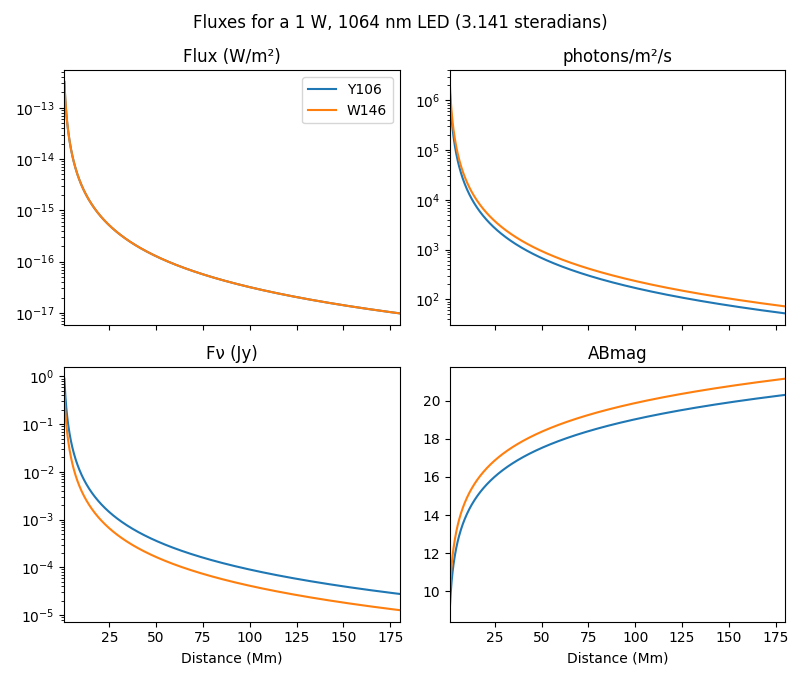 Fluxes for a 1 W, 1064 nm LED (3.141 steradians)
Flux (W/m²)
photons/m²/s
Y106
W146
10⁻¹³
10⁻¹⁴
10⁻¹⁵
10⁻¹⁶
10⁻¹⁷
10⁶
10⁵
10⁴
10³
10²
Fν (Jy)
ABmag
10⁰
10⁻¹
10⁻²
10⁻³
10⁻⁴
10⁻⁵
20
18
16
14
12
10
25 50 75 100 125 150 175
25 50 75 100 125 150 175
Distance (Mm)
Distance (Mm)